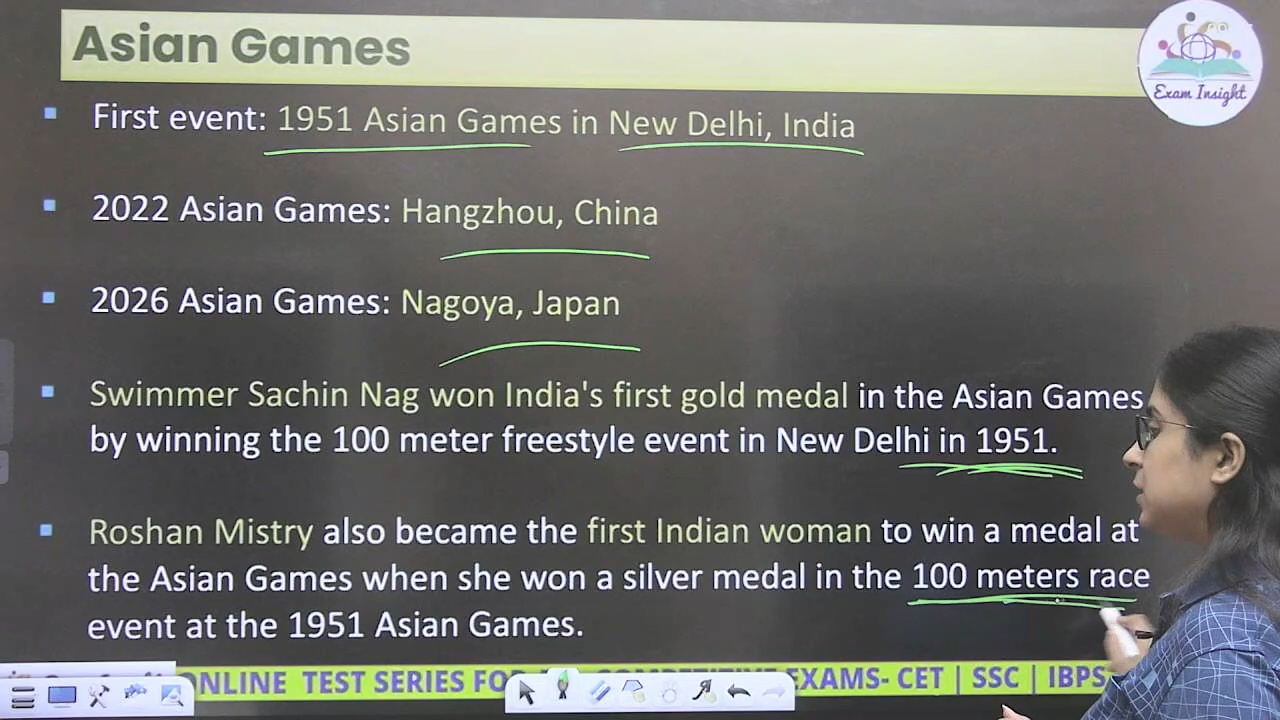 Asian Games
Exam Insight
First event: 1951 Asian Games in New Delhi, India
2022 Asian Games: Hangzhou, China
2026 Asian Games: Nagoya, Japan
Swimmer Sachin Nag won India's first gold medal in the Asian Games
by winning the 100 meter freestyle event in New Delhi in 1951.
Roshan Mistry also became the first Indian woman to win a medal at
the Asian Games when she won a silver medal in the 100 meters race
event at the 1951 Asian Games.
ONLINE TEST SERIES FOR COMPETITIVE EXAMS- CET | SSC | IBPS